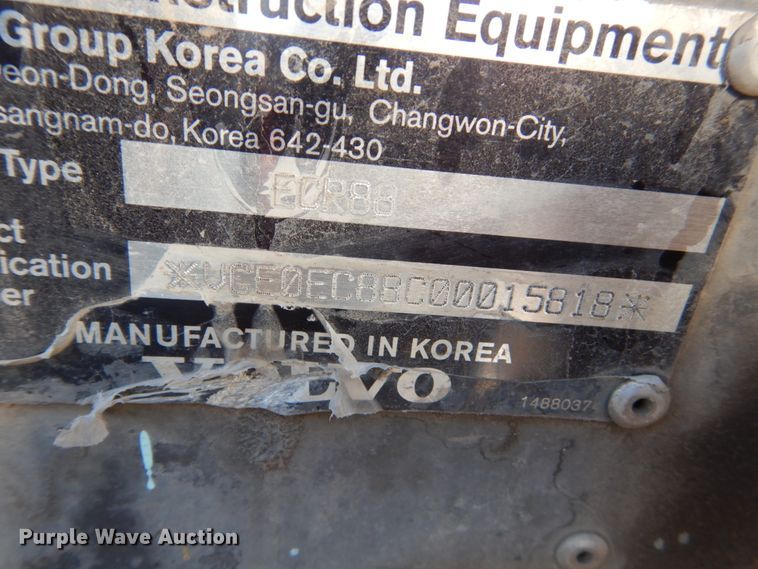 struction Equipment
Group Korea Co. Ltd.
eon-Dong, Seongsan-gu, Changwon-City,
sangnam-do, Korea 642-430
Type ECR88
ct
ication *VCE0EC88C00015818*
er
MANUFACTURED IN KOREA
VOLVO
1488037
Purple Wave Auction